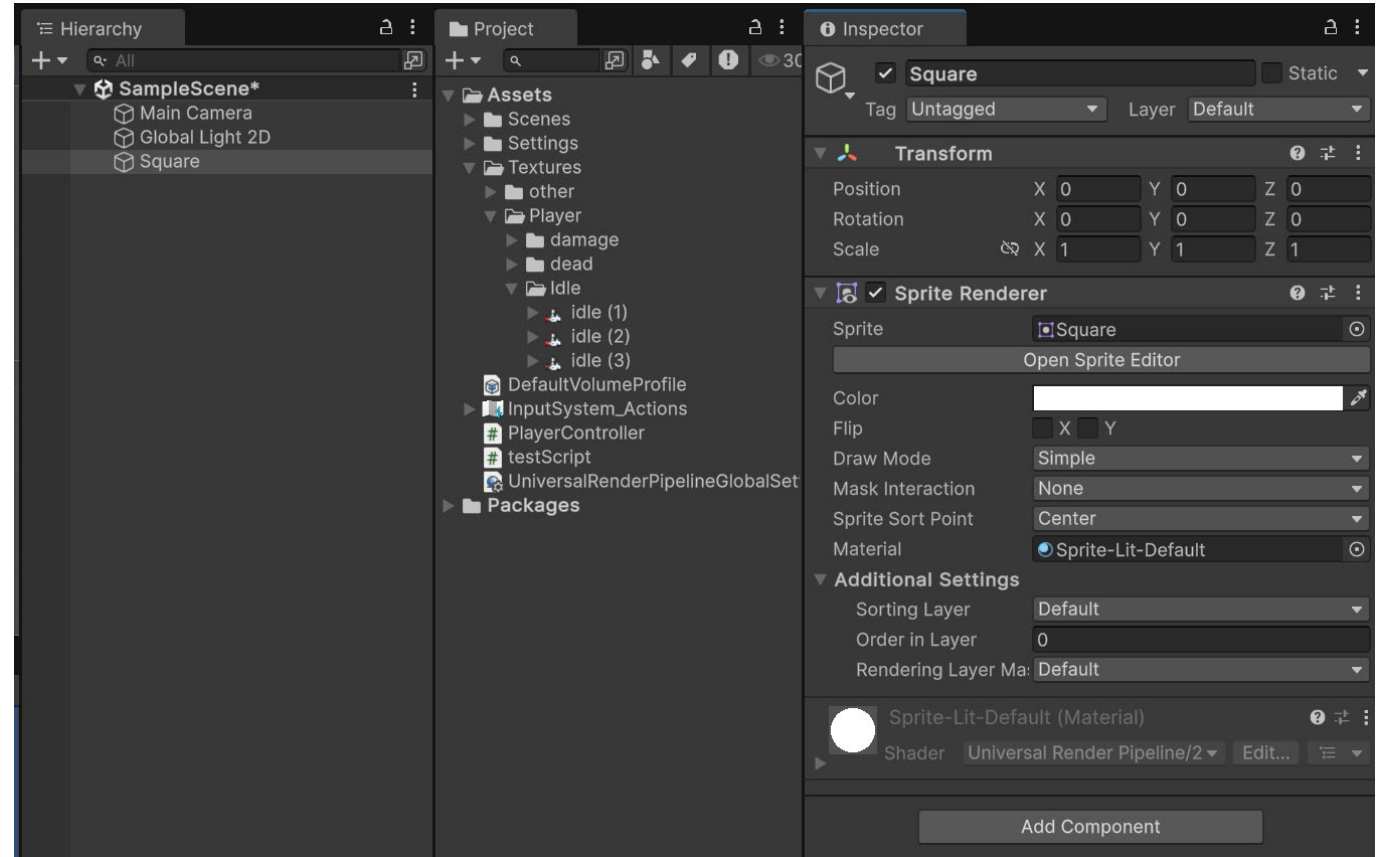 Hierarchy
All
SampleScene*
Main Camera
Global Light 2D
Square
Project
30
Assets
Scenes
Settings
Textures
other
Player
damage
dead
Idle
idle (1)
idle (2)
idle (3)
DefaultVolumeProfile
InputSystem_Actions
PlayerController
testScript
UniversalRenderPipelineGlobalSet
Packages
Inspector
Square Static
Tag Untagged Layer Default
Transform
Position X 0 Y 0 Z 0
Rotation X 0 Y 0 Z 0
Scale X 1 Y 1 Z 1
Sprite Renderer
Sprite Square
Open Sprite Editor
Color
Flip X Y
Draw Mode Simple
Mask Interaction None
Sprite Sort Point Center
Material Sprite-Lit-Default
Additional Settings
Sorting Layer Default
Order in Layer 0
Rendering Layer Mas Default
Sprite-Lit-Default (Material)
Shader Universal Render Pipeline/2 Edit...
Add Component